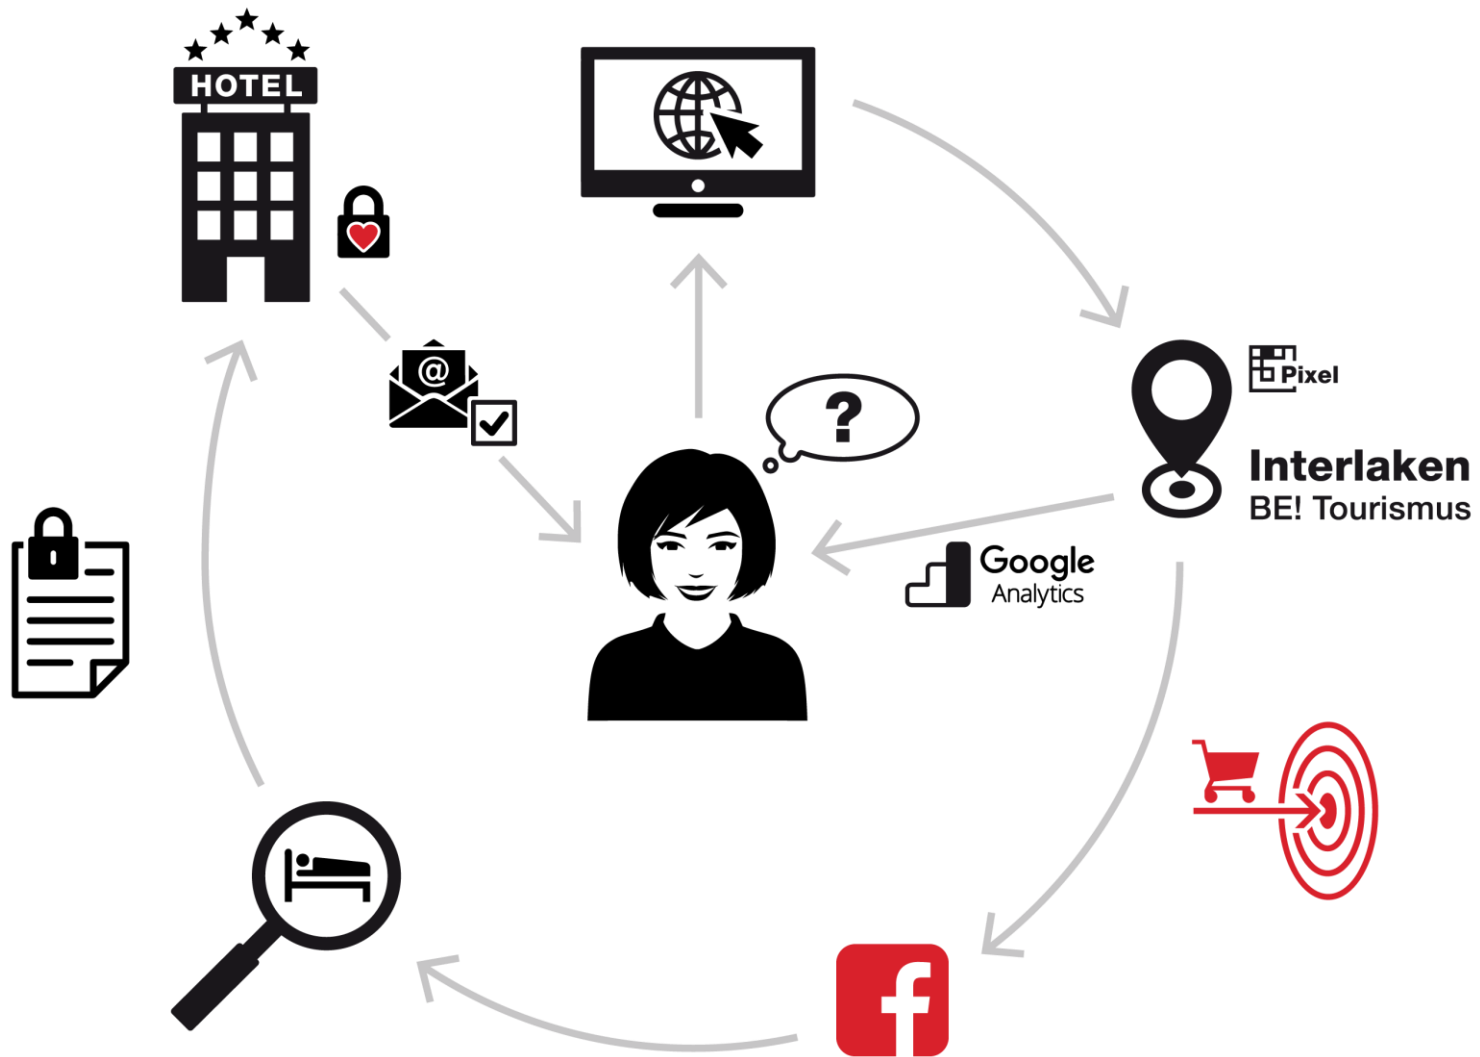 HOTEL
@
?
Pixel
Interlaken
BE! Tourismus
Google
Analytics
f